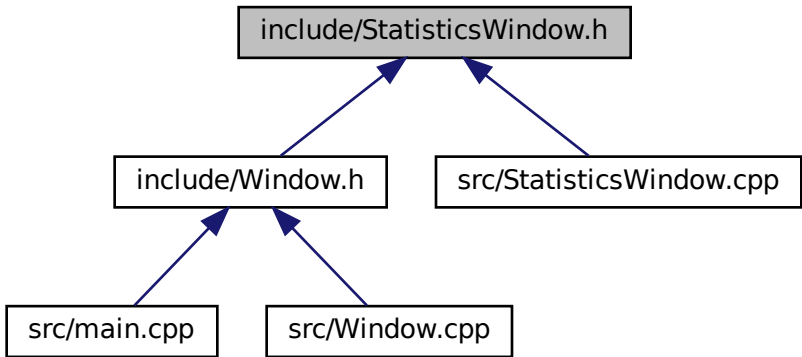 include/StatisticsWindow.h
include/Window.h
src/StatisticsWindow.cpp
src/main.cpp
src/Window.cpp